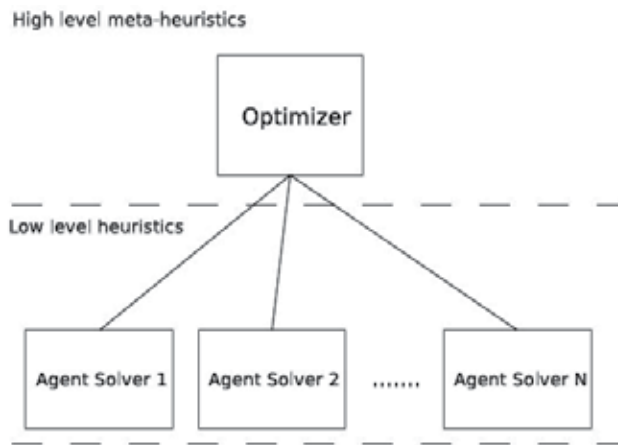 High level meta-heuristics
Optimizer
Low level heuristics
Agent Solver 1
Agent Solver 2
.......
Agent Solver N